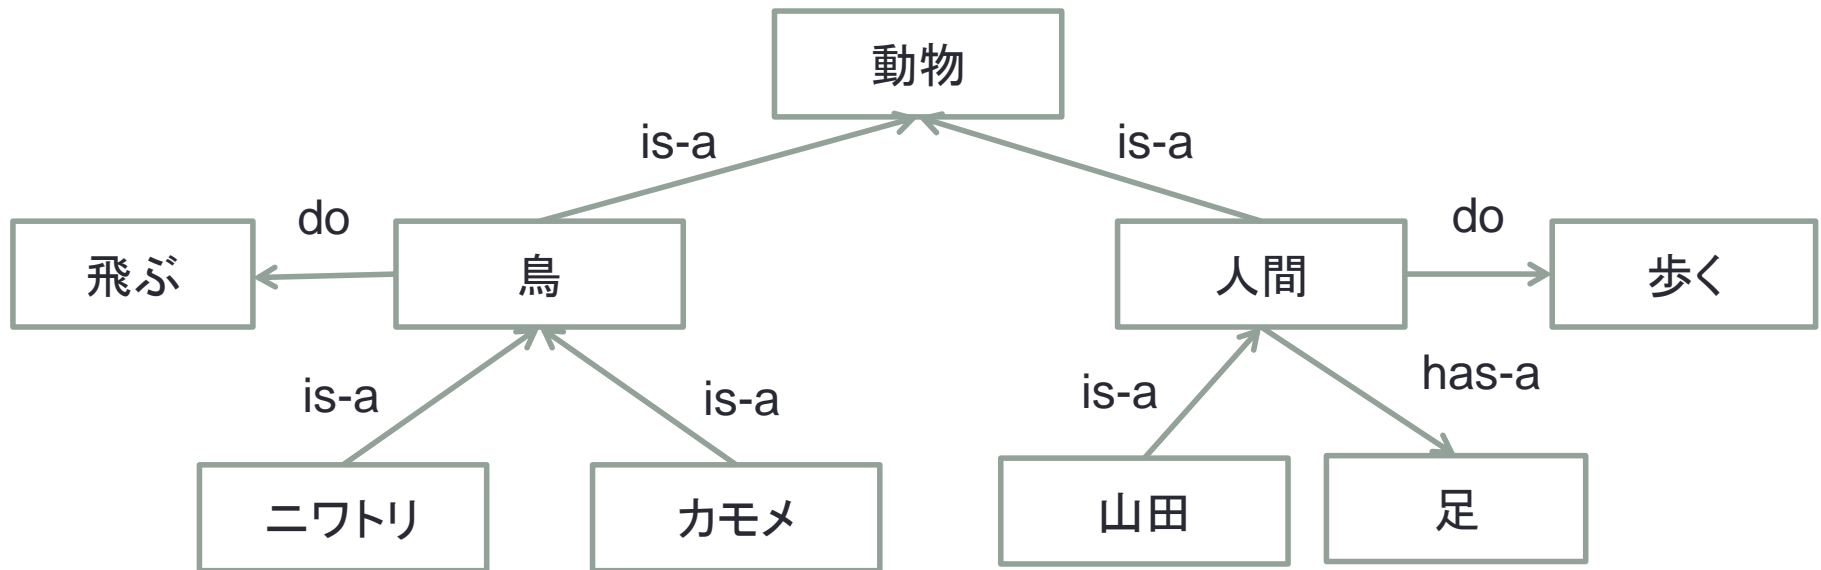 動物
is-a
is-a
飛ぶ
do
鳥
人間
do
歩く
is-a
is-a
is-a
has-a
ニワトリ
カモメ
山田
足